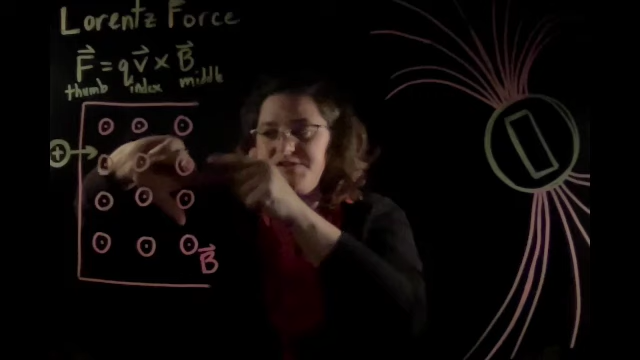 Lorentz Force
F⃗ = qv⃗ × B⃗
thumb index middle
+
B⃗